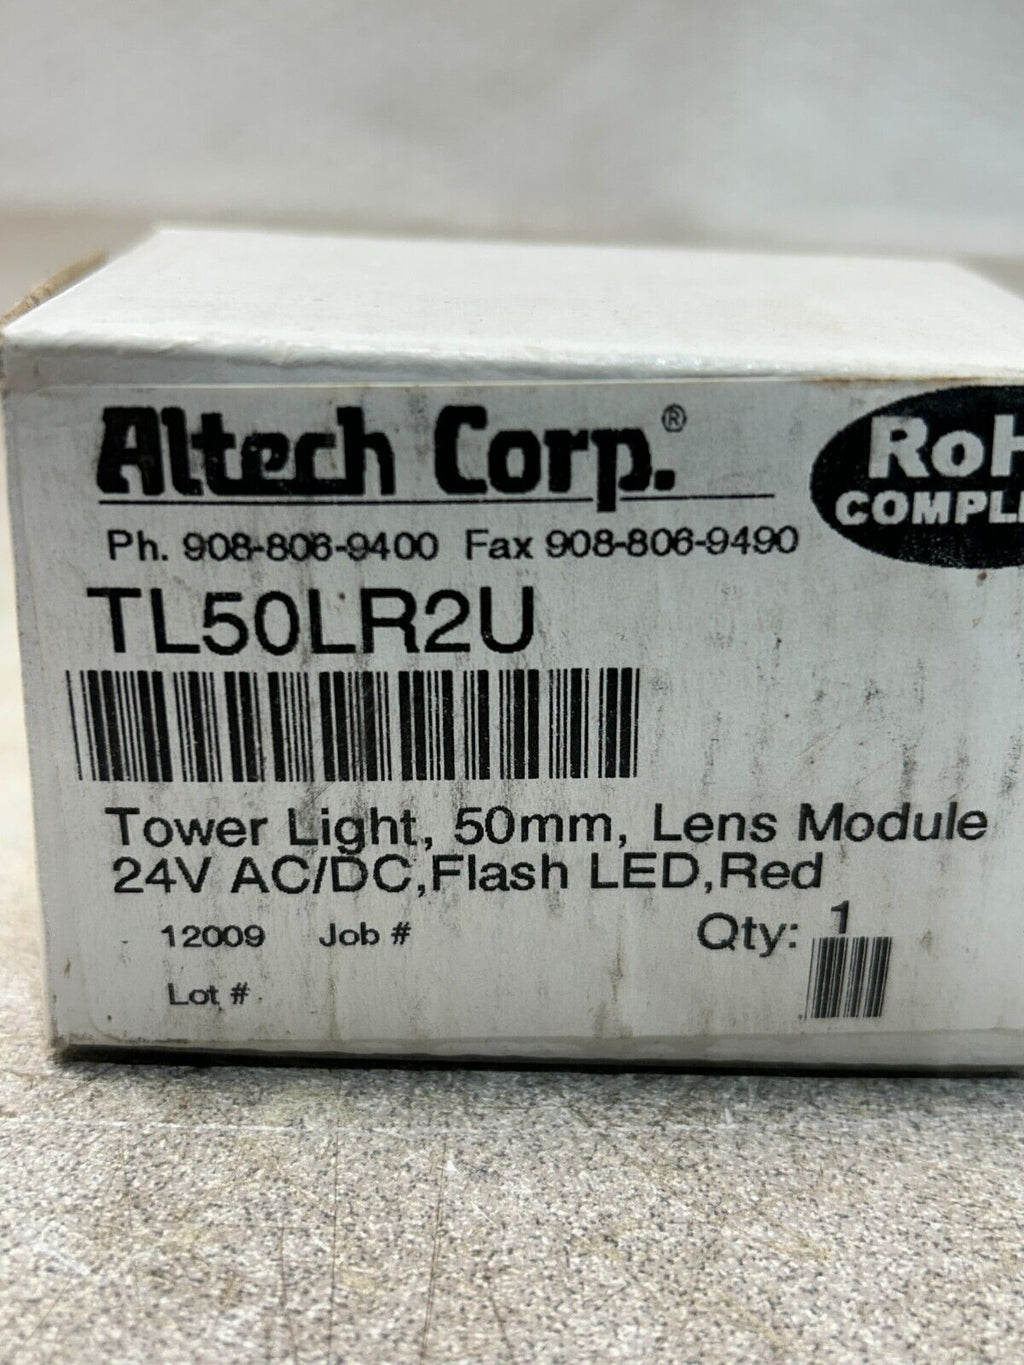 Altech Corp.®
RoH
COMPLI
Ph. 908-806-9400 Fax 908-806-9490
TL50LR2U
Tower Light, 50mm, Lens Module
24V AC/DC,Flash LED,Red
12009 Job # Qty: 1
Lot #